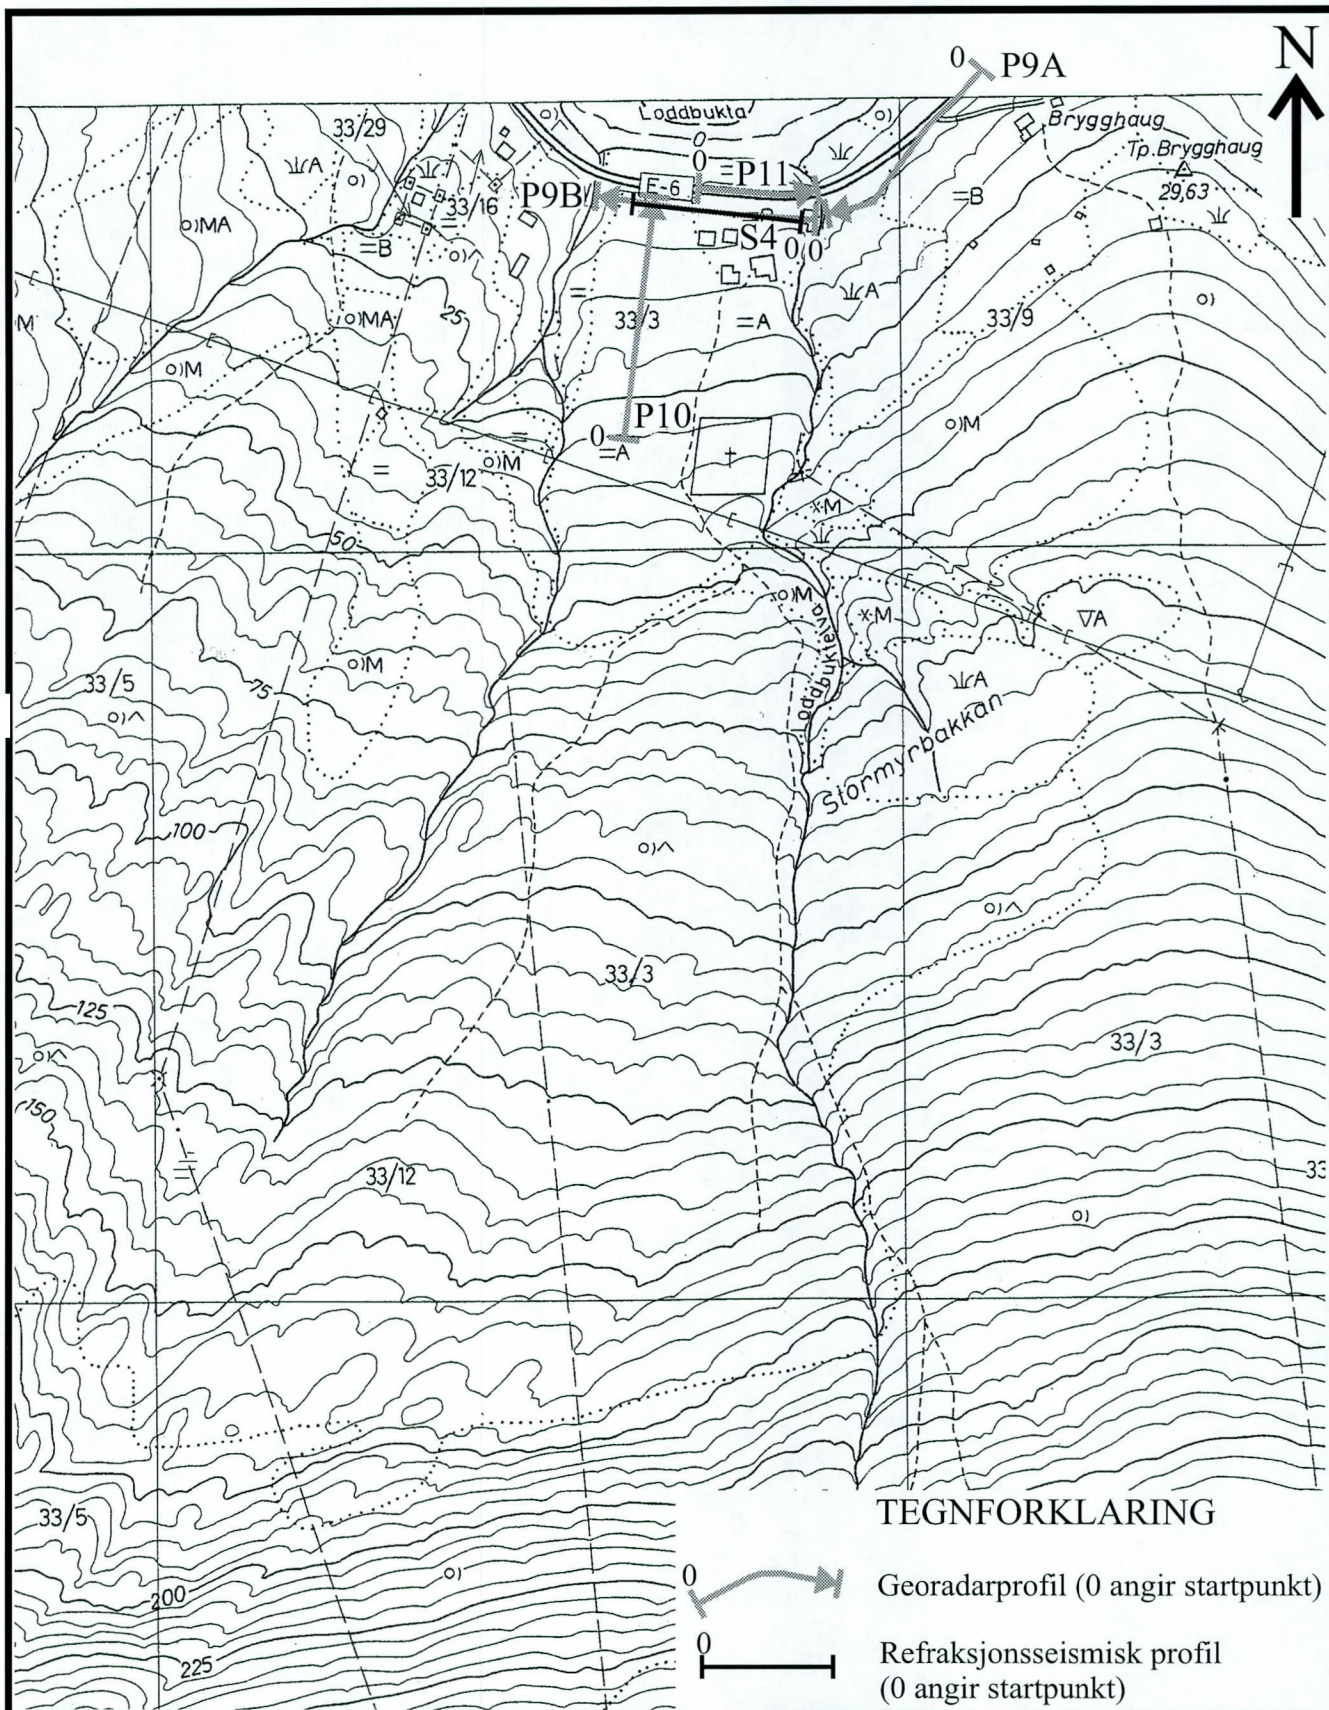 0 P9A
N
Loddbukta
Brygghaug
33/29
A
Tp. Brygghaug
29,63
0
0
P9B
E-6
P11
33/16
MA
B
B
S4
0 0
A
25
MA
33/3
A
33/9
M
M
P10
0
A
M
M
33/12
M
50
M
M
A
Loddbukelva
A
M
33/5
75
Stormyrbakkan
100
33/3
125
33/3
150
33/12
33
33/5
200
225
TEGNFORKLARING
0
Georadarprofil (0 angir startpunkt)
0
Refraksjonsseismisk profil
(0 angir startpunkt)